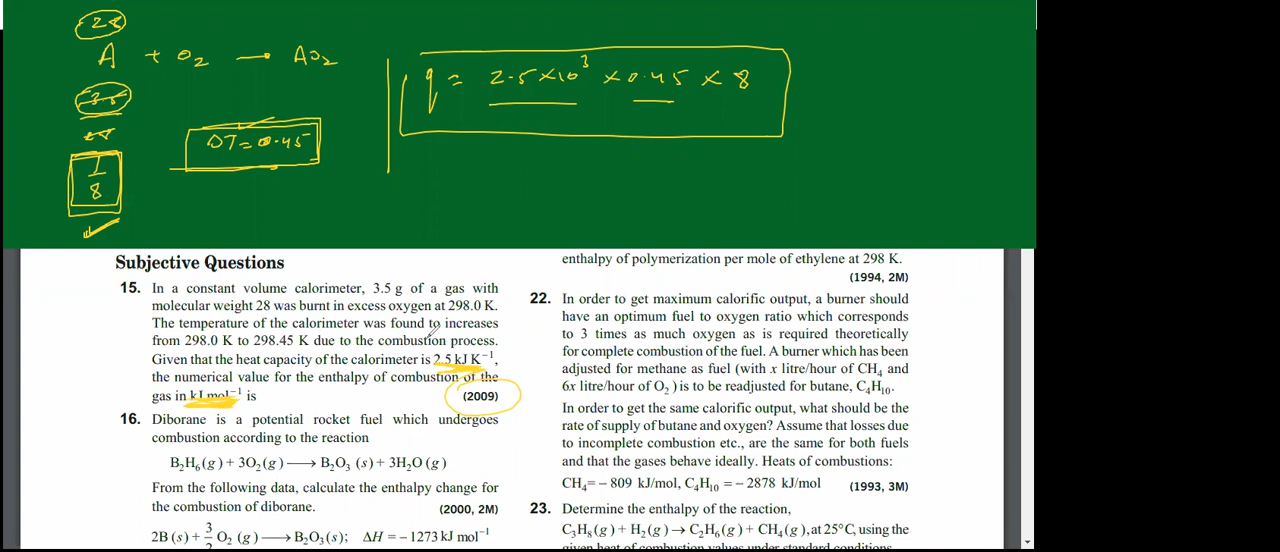 28
A + O2 → AO2
3.5
28
1
8
ΔT = 0.45
q = 2.5×10³ × 0.45 × 8
Subjective Questions
15. In a constant volume calorimeter, 3.5 g of a gas with
molecular weight 28 was burnt in excess oxygen at 298.0 K.
The temperature of the calorimeter was found to increases
from 298.0 K to 298.45 K due to the combustion process.
Given that the heat capacity of the calorimeter is 2.5 kJ K⁻¹,
the numerical value for the enthalpy of combustion of the
gas in kJ mol⁻¹ is (2009)
16. Diborane is a potential rocket fuel which undergoes
combustion according to the reaction
B₂H₆(g) + 3O₂(g) ⟶ B₂O₃ (s) + 3H₂O (g)
From the following data, calculate the enthalpy change for
the combustion of diborane. (2000, 2M)
2B (s) + 3/2 O₂ (g) ⟶ B₂O₃(s); ΔH = − 1273 kJ mol⁻¹
enthalpy of polymerization per mole of ethylene at 298 K.
(1994, 2M)
22. In order to get maximum calorific output, a burner should
have an optimum fuel to oxygen ratio which corresponds
to 3 times as much oxygen as is required theoretically
for complete combustion of the fuel. A burner which has been
adjusted for methane as fuel (with x litre/hour of CH₄ and
6x litre/hour of O₂ ) is to be readjusted for butane, C₄H₁₀.
In order to get the same calorific output, what should be the
rate of supply of butane and oxygen? Assume that losses due
to incomplete combustion etc., are the same for both fuels
and that the gases behave ideally. Heats of combustions:
CH₄= − 809 kJ/mol, C₄H₁₀ = − 2878 kJ/mol (1993, 3M)
23. Determine the enthalpy of the reaction,
C₃H₈(g) + H₂(g) → C₂H₆(g) + CH₄(g), at 25°C, using the
given heat of combustion values under standard conditions